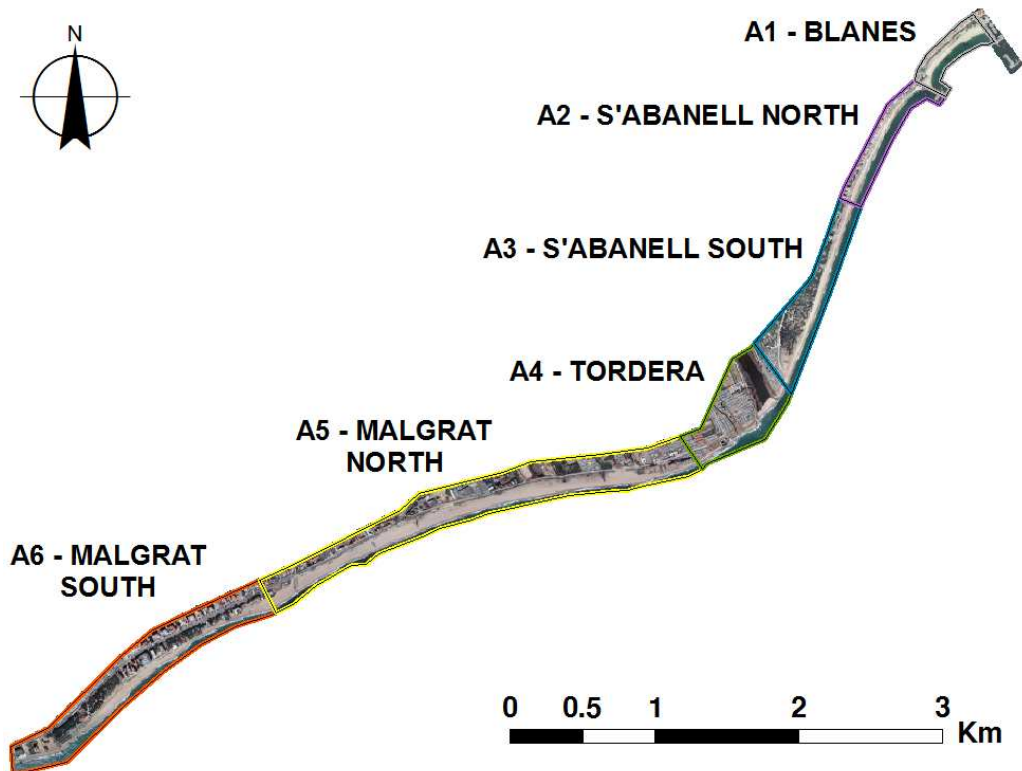 N
A1 - BLANES
A2 - S'ABANELL NORTH
A3 - S'ABANELL SOUTH
A4 - TORDERA
A5 - MALGRAT
NORTH
A6 - MALGRAT
SOUTH
0 0.5 1 2 3
Km